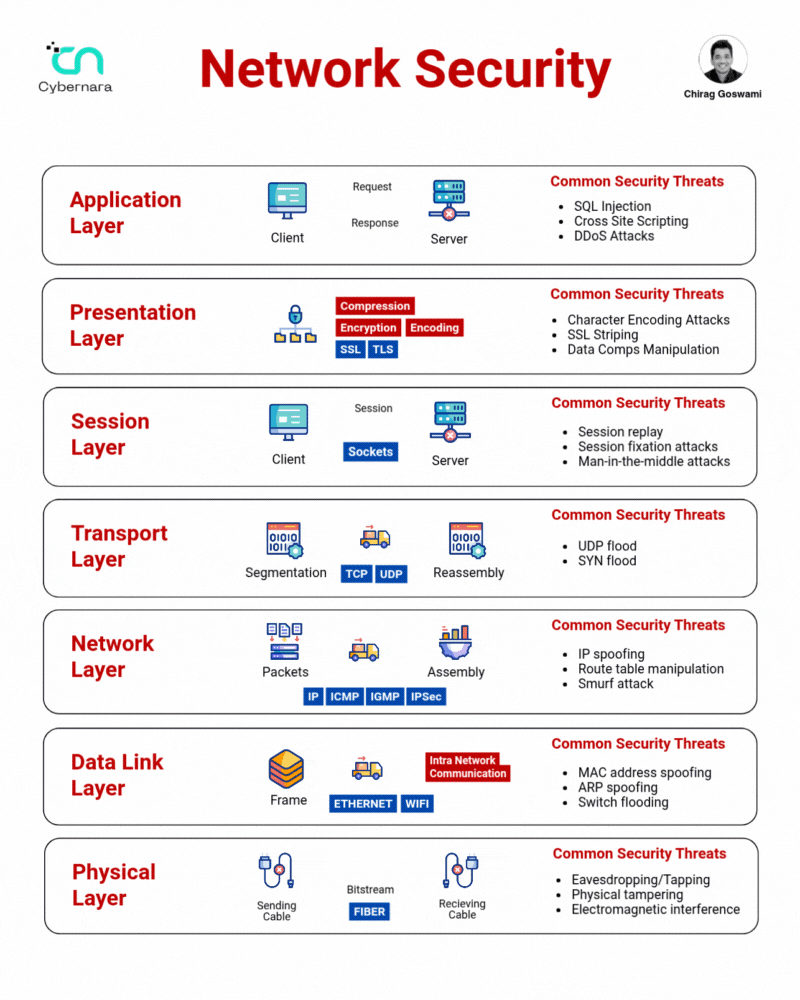 Cybernara
Network Security
Chirag Goswami
Application
Layer
Client
Request
Response
Server
Common Security Threats
• SQL Injection
• Cross Site Scripting
• DDoS Attacks
Presentation
Layer
Compression
Encryption Encoding
SSL TLS
Common Security Threats
• Character Encoding Attacks
• SSL Striping
• Data Comps Manipulation
Session
Layer
Client
Session
Sockets
Server
Common Security Threats
• Session replay
• Session fixation attacks
• Man-in-the-middle attacks
Transport
Layer
Segmentation
TCP UDP
Reassembly
Common Security Threats
• UDP flood
• SYN flood
Network
Layer
Packets
Assembly
IP ICMP IGMP IPSec
Common Security Threats
• IP spoofing
• Route table manipulation
• Smurf attack
Data Link
Layer
Frame
ETHERNET WIFI
Intra Network
Communication
Common Security Threats
• MAC address spoofing
• ARP spoofing
• Switch flooding
Physical
Layer
Sending
Cable
Bitstream
FIBER
Recieving
Cable
Common Security Threats
• Eavesdropping/Tapping
• Physical tampering
• Electromagnetic interference